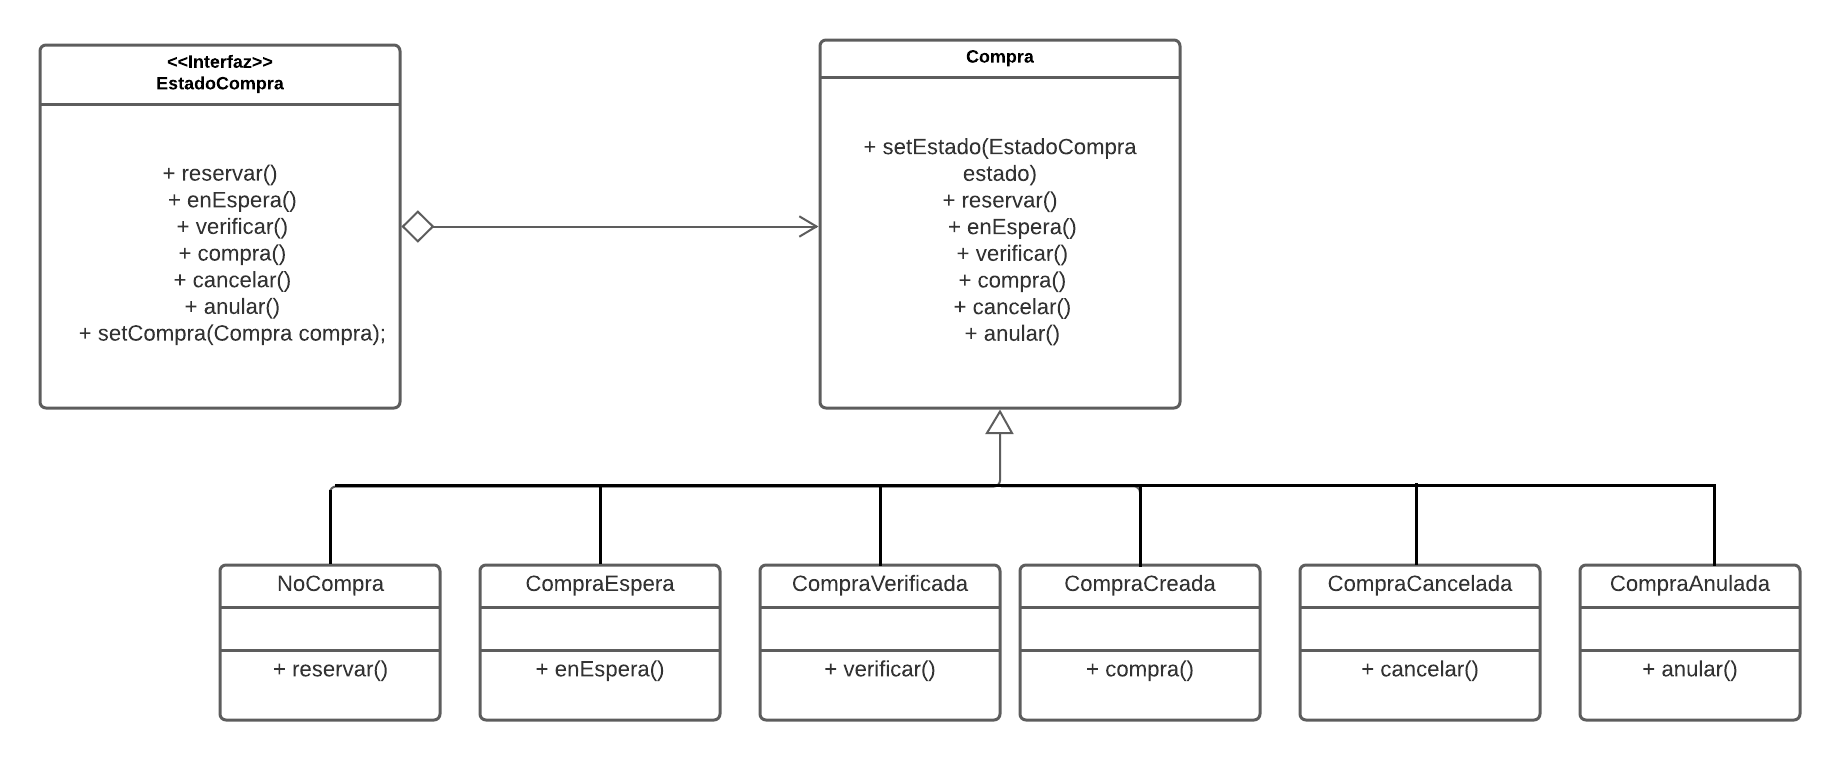 <<Interfaz>>
EstadoCompra
+ reservar()
+ enEspera()
+ verificar()
+ compra()
+ cancelar()
+ anular()
+ setCompra(Compra compra);
Compra
+ setEstado(EstadoCompra
estado)
+ reservar()
+ enEspera()
+ verificar()
+ compra()
+ cancelar()
+ anular()
NoCompra
+ reservar()
CompraEspera
+ enEspera()
CompraVerificada
+ verificar()
CompraCreada
+ compra()
CompraCancelada
+ cancelar()
CompraAnulada
+ anular()